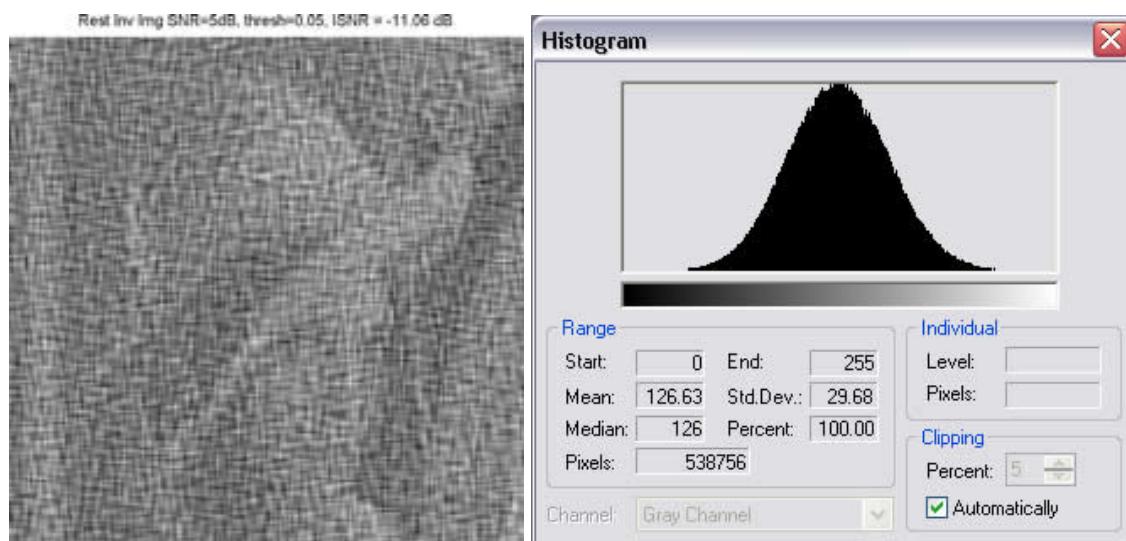 Rest Inv Img SNR=5dB, thresh=0.05, ISNR = -11.06 dB
Histogram
Range
Start: 0 End: 255
Mean: 126.63 Std.Dev.: 29.68
Median: 126 Percent: 100.00
Pixels: 538756
Individual
Level:
Pixels:
Clipping
Percent: 5
Automatically
Channel: Gray Channel